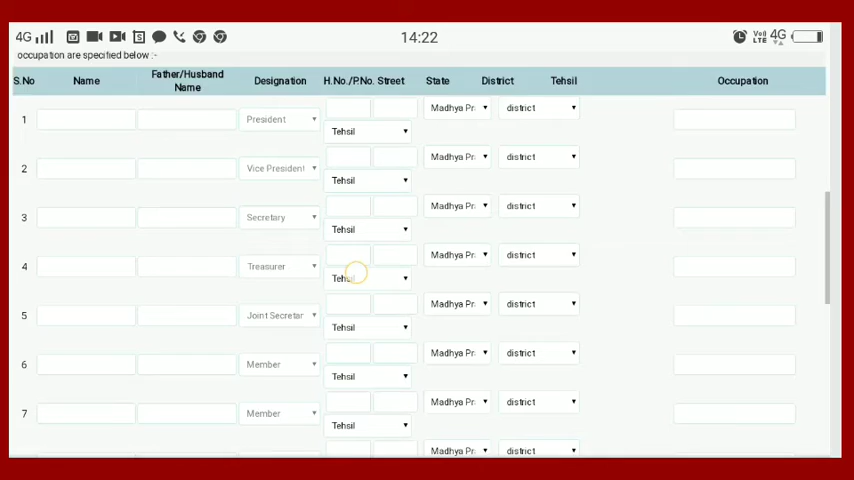 4G 14:22 VoU LTE 4G
occupation are specified below :-
S.No Name Father/Husband Name Designation H.No./P.No. Street State District Tehsil Occupation
1 President Madhya Pr district
Tehsil
2 Vice President Madhya Pr district
Tehsil
3 Secretary Madhya Pr district
Tehsil
4 Treasurer Madhya Pr district
Tehsil
5 Joint Secretar Madhya Pr district
Tehsil
6 Member Madhya Pr district
Tehsil
7 Member Madhya Pr district
Tehsil
Madhya Pr district